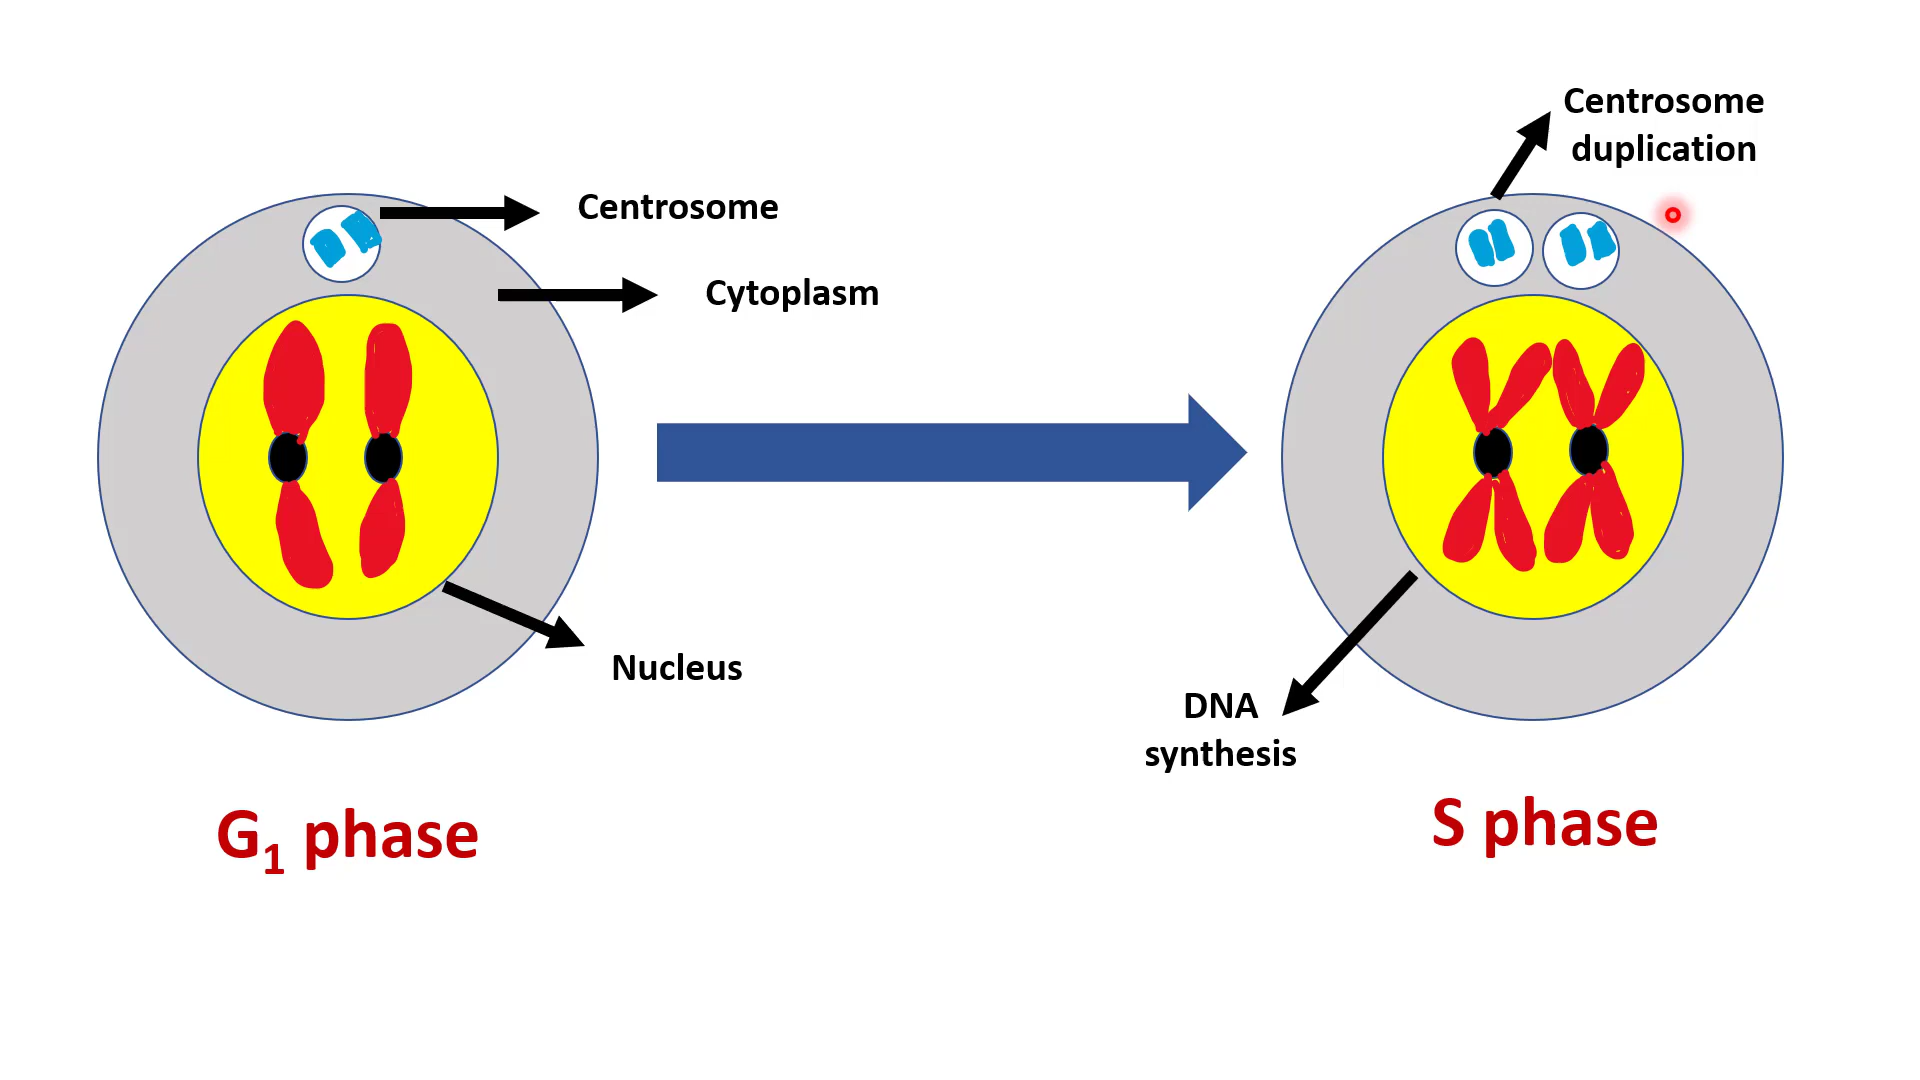 Centrosome
Cytoplasm
Nucleus
G₁ phase
Centrosome
duplication
DNA
synthesis
S phase